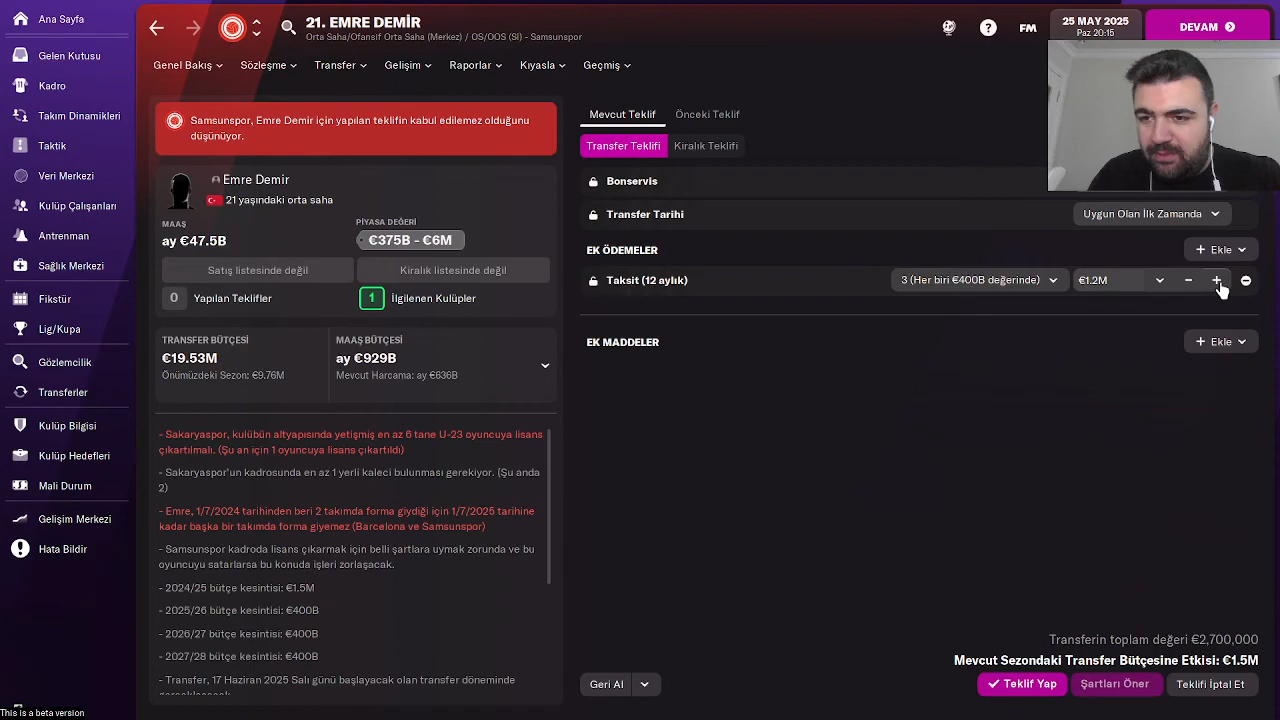 Ana Sayfa
Gelen Kutusu
Kadro
Takım Dinamikleri
Taktik
Veri Merkezi
Kulüp Çalışanları
Antrenman
Sağlık Merkezi
Fikstür
Lig/Kupa
Gözlemcilik
Transferler
Kulüp Bilgisi
Kulüp Hedefleri
Mali Durum
Gelişim Merkezi
Hata Bildir
This is a beta version
21. EMRE DEMİR
Orta Saha/Ofansif Orta Saha (Merkez) / OS/OOS (Sl) - Samsunspor
FM
25 MAY 2025
Paz 20:15
DEVAM
Genel Bakış
Sözleşme
Transfer
Gelişim
Raporlar
Kıyasla
Geçmiş
Samsunspor, Emre Demir için yapılan teklifin kabul edilemez olduğunu
düşünüyor.
Emre Demir
21 yaşındaki orta saha
MAAŞ
ay €47.5B
PİYASA DEĞERİ
€375B - €6M
Satış listesinde değil
Kiralık listesinde değil
0 Yapılan Teklifler
1 İlgilenen Kulüpler
TRANSFER BÜTÇESİ
€19.53M
Önümüzdeki Sezon: €9.76M
MAAŞ BÜTÇESİ
ay €929B
Mevcut Harcama: ay €636B
- Sakaryaspor, kulübün altyapısında yetişmiş en az 6 tane U-23 oyuncuya lisans
çıkartılmalı. (Şu an için 1 oyuncuya lisans çıkartıldı)
- Sakaryaspor'un kadrosunda en az 1 yerli kaleci bulunması gerekiyor. (Şu anda
2)
- Emre, 1/7/2024 tarihinden beri 2 takımda forma giydiği için 1/7/2025 tarihine
kadar başka bir takımda forma giyemez (Barcelona ve Samsunspor)
- Samsunspor kadroda lisans çıkarmak için belli şartlara uymak zorunda ve bu
oyuncuyu satarlarsa bu konuda işleri zorlaşacak.
- 2024/25 bütçe kesintisi: €1.5M
- 2025/26 bütçe kesintisi: €400B
- 2026/27 bütçe kesintisi: €400B
- 2027/28 bütçe kesintisi: €400B
- Transfer, 17 Haziran 2025 Salı günü başlayacak olan transfer döneminde
Mevcut Teklif
Önceki Teklif
Transfer Teklifi
Kiralık Teklifi
Bonservis
Transfer Tarihi
Uygun Olan İlk Zamanda
EK ÖDEMELER
+ Ekle
Taksit (12 aylık)
3 (Her biri €400B değerinde)
€1.2M
EK MADDELER
+ Ekle
Transferin toplam değeri €2,700,000
Mevcut Sezondaki Transfer Bütçesine Etkisi: €1.5M
Geri Al
Teklif Yap
Şartları Öner
Teklifi İptal Et